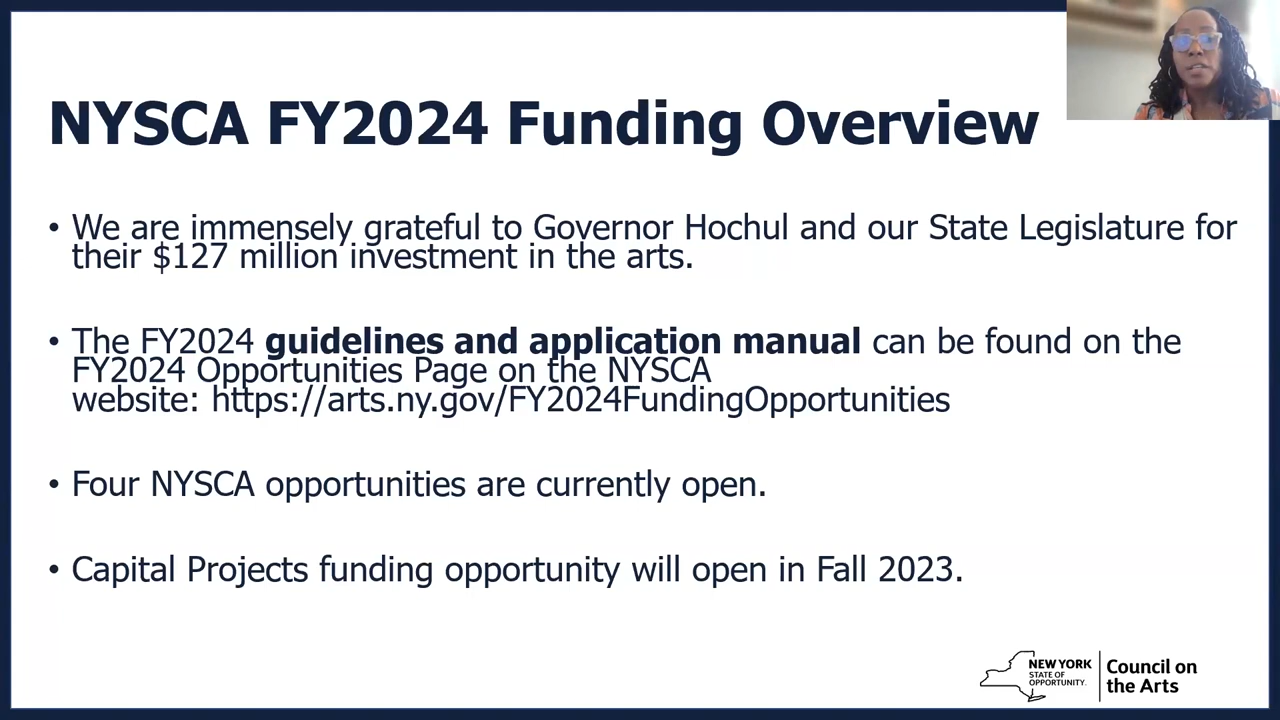 NYSCA FY2024 Funding Overview
• We are immensely grateful to Governor Hochul and our State Legislature for
their $127 million investment in the arts.
• The FY2024 guidelines and application manual can be found on the
FY2024 Opportunities Page on the NYSCA
website: https://arts.ny.gov/FY2024FundingOpportunities
• Four NYSCA opportunities are currently open.
• Capital Projects funding opportunity will open in Fall 2023.
NEW YORK
STATE OF
OPPORTUNITY.
Council on
the Arts